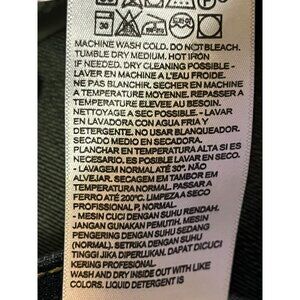 30
MACHINE WASH COLD. DO NOT BLEACH.
TUMBLE DRY MEDIUM. HOT IRON
IF NEEDED. DRY CLEANING POSSIBLE -
LAVER EN MACHINE A L'EAU FROIDE.
NE PAS BLANCHIR. SECHAGE EN MACHINE
A TEMPERATURE MOYENNE. REPASSER A
TEMPERATURE ELEVEE AU BESOIN.
NETTOYAGE A SEC POSSIBLE. - LAVAR
EN LAVADORA CON AGUA FRIA Y
DETERGENTE. NO USAR BLANQUEADOR.
SECADO MEDIO EN SECADORA.
PLANCHAR EN TEMPERATURA ALTA SI ES
NECESARIO. ES POSIBLE LAVAR EN SECO.
- LAVAGEM NORMAL ATÉ 30°. NÃO
ALVEJAR. SECAGEM EM TAMBOR EM
TEMPERATURA NORMAL. PASSAR A
FERRO ATÉ 200°C. LIMPEZA A SECO
PROFISSIONAL P, NORMAL.
- MESIN CUCI DENGAN SUHU RENDAH.
JANGAN GUNAKAN PEMUTIH. MESIN
PENGERING DENGAN SUHU SEDANG
(NORMAL). SETRIKA DENGAN SUHU
TINGGI JIKA DIPERLUKAN. DAPAT DICUCI
KERING PROFESIONAL.
WASH AND DRY INSIDE OUT WITH LIKE
COLORS. LIQUID DETERGENT IS